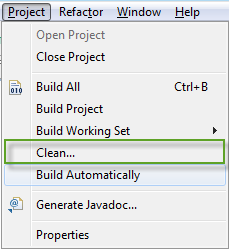 Project Refactor Window Help
Open Project
Close Project
Build All Ctrl+B
Build Project
Build Working Set
Clean...
Build Automatically
Generate Javadoc...
Properties